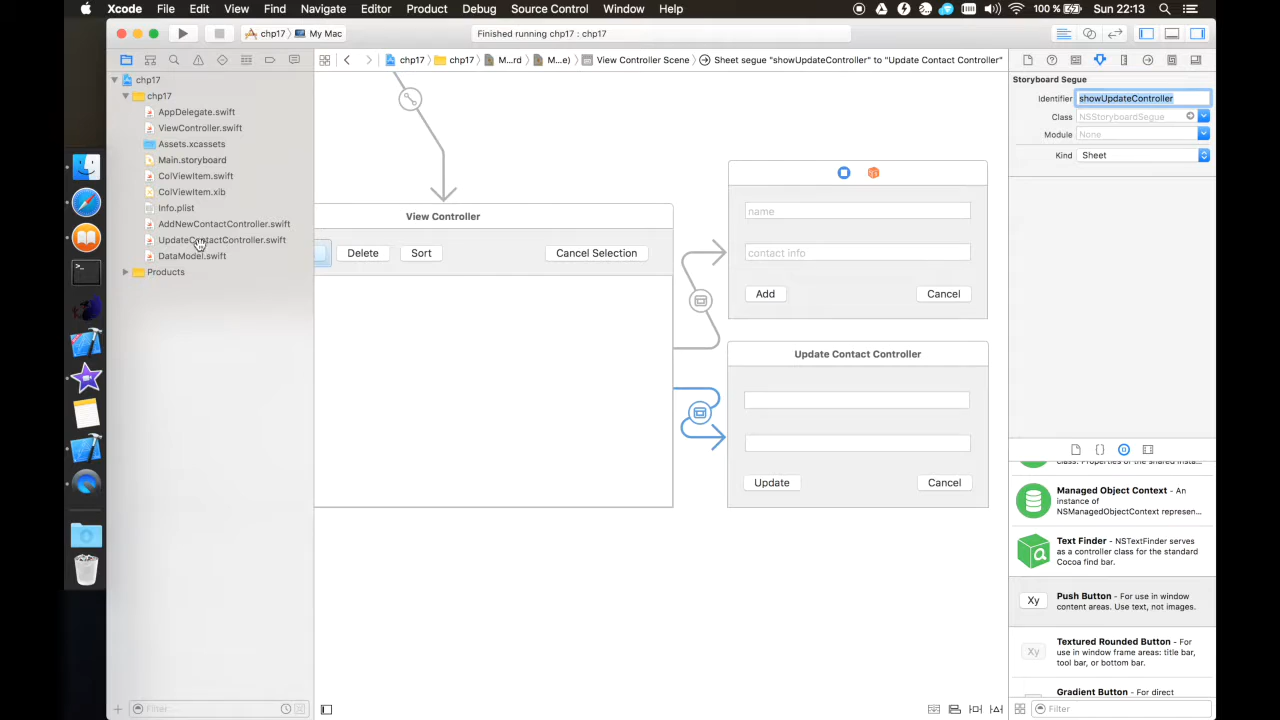 Xcode File Edit View Find Navigate Editor Product Debug Source Control Window Help 100% Sun 22:13
chp17 My Mac Finished running chp17 : chp17
chp17 chp17 M...rd M...e) View Controller Scene Sheet segue "showUpdateController" to "Update Contact Controller"
chp17
chp17
AppDelegate.swift
ViewController.swift
Assets.xcassets
Main.storyboard
ColViewItem.swift
ColViewItem.xib
Info.plist
AddNewContactController.swift
UpdateContactController.swift
DataModel.swift
Products
Filter
View Controller
Delete Sort Cancel Selection
name
contact info
Add Cancel
Update Contact Controller
Update Cancel
Storyboard Segue
Identifier showUpdateController
Class NSStoryboardSegue
Module None
Kind Sheet
Managed Object Context - An
instance of
NSManagedObjectContext represen...
Text Finder - NSTextFinder serves
as a controller class for the standard
Cocoa find bar.
Xy Push Button - For use in window
content areas. Use text, not images.
Xy Textured Rounded Button - For
use in window frame areas: title bar,
tool bar, or bottom bar.
Gradient Button - For direct
Filter